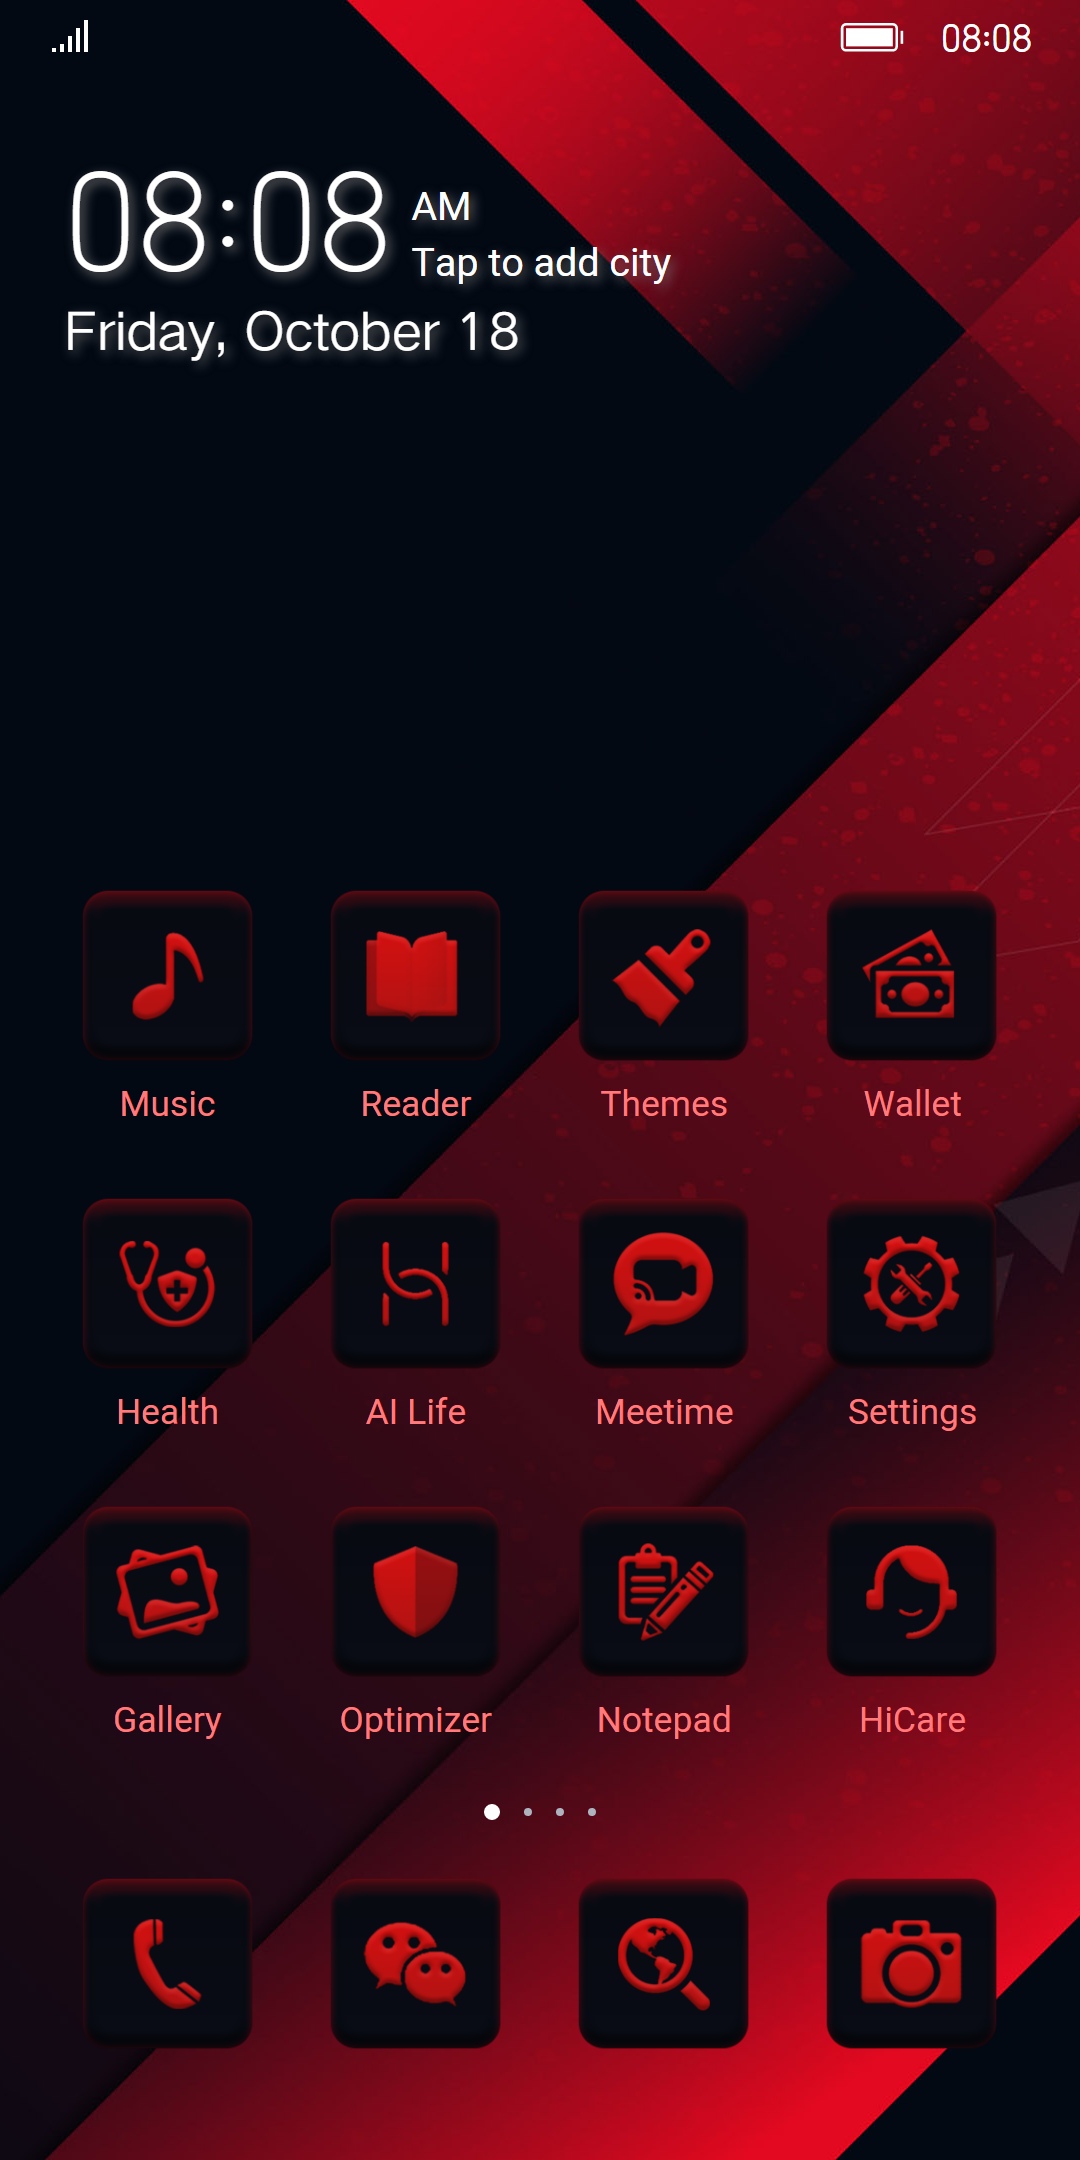 08:08
08:08 AM
Tap to add city
Friday, October 18
Music Reader Themes Wallet
Health AI Life Meetime Settings
Gallery Optimizer Notepad HiCare